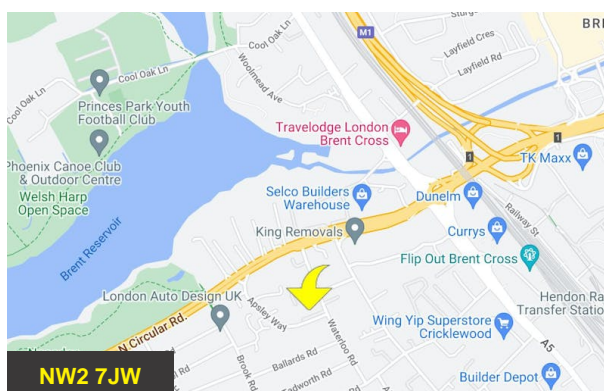 Cool Oak Ln
Cool Oak Ln
Cool Oak Ln
Woolmead Ave
M1
Layfield Cres
Layfield Rd
Princes Park Youth
Football Club
Travelodge London
Brent Cross
1
1
TK Maxx
Phoenix Canoe Club
& Outdoor Centre
Welsh Harp
Open Space
Selco Builders
Warehouse
Dunelm
Railway St
Brent Reservoir
King Removals
Currys
Flip Out Brent Cross
London Auto Design UK
Apsley Way
Waterloo Rd
Hendon Ra
Transfer Statio
N Circular Rd.
Wing Yip Superstore
Cricklewood
A5
Brook Rd
Ballards Rd
Tadworth Rd
Builder Depot
NW2 7JW